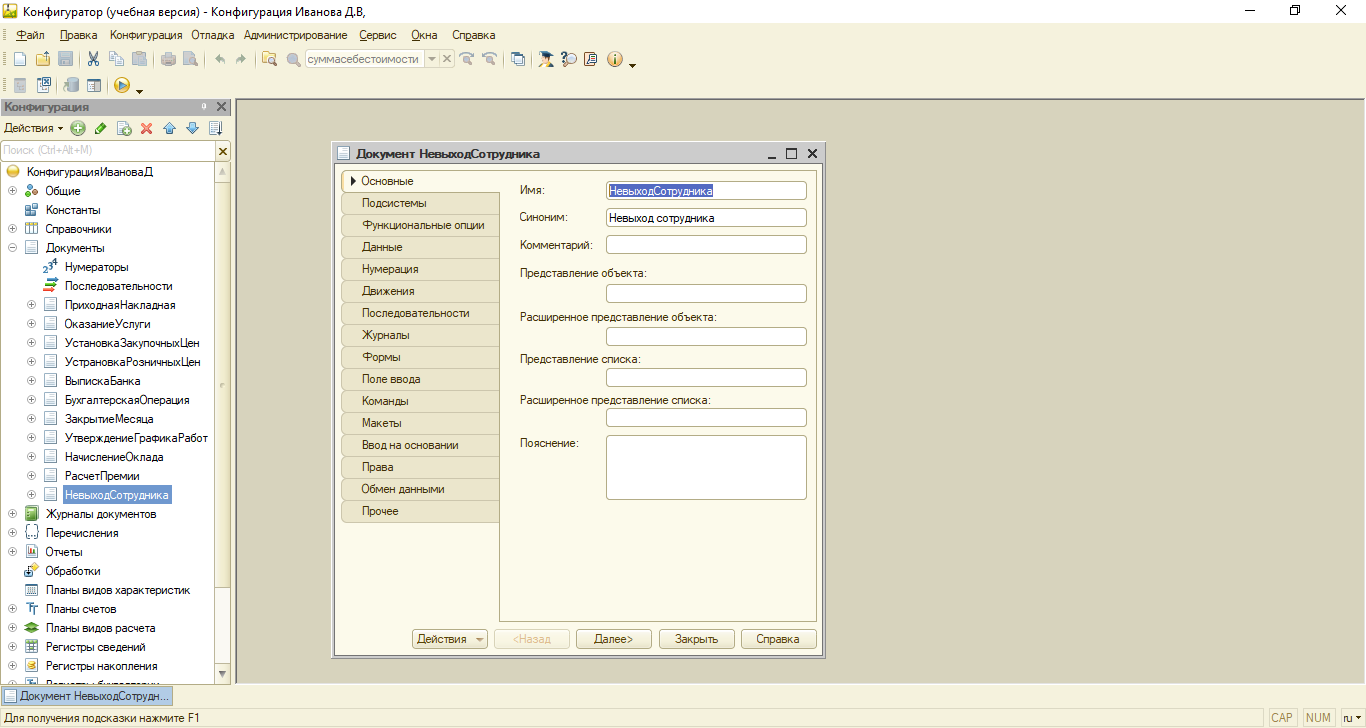 Конфигуратор (учебная версия) - Конфигурация Иванова Д.В,
Файл Правка Конфигурация Отладка Администрирование Сервис Окна Справка
суммасебестоимости
Конфигурация
Действия
Поиск (Ctrl+Alt+M)
КонфигурацияИвановаД
Общие
Константы
Справочники
Документы
Нумераторы
Последовательности
ПриходнаяНакладная
ОказаниеУслуги
УстановкаЗакупочныхЦен
УстрановкаРозничныхЦен
ВыпискаБанка
БухгалтерскаяОперация
ЗакрытиеМесяца
УтверждениеГрафикаРабот
НачислениеОклада
РасчетПремии
НевыходСотрудника
Журналы документов
Перечисления
Отчеты
Обработки
Планы видов характеристик
Планы счетов
Планы видов расчета
Регистры сведений
Регистры накопления
Документ НевыходСотрудника
Основные
Подсистемы
Функциональные опции
Данные
Нумерация
Движения
Последовательности
Журналы
Формы
Поле ввода
Команды
Макеты
Ввод на основании
Права
Обмен данными
Прочее
Имя: НевыходСотрудника
Синоним: Невыход сотрудника
Комментарий:
Представление объекта:
Расширенное представление объекта:
Представление списка:
Расширенное представление списка:
Пояснение:
Действия <Назад Далее> Закрыть Справка
Документ НевыходСотрудн...
Для получения подсказки нажмите F1
CAP NUM ru